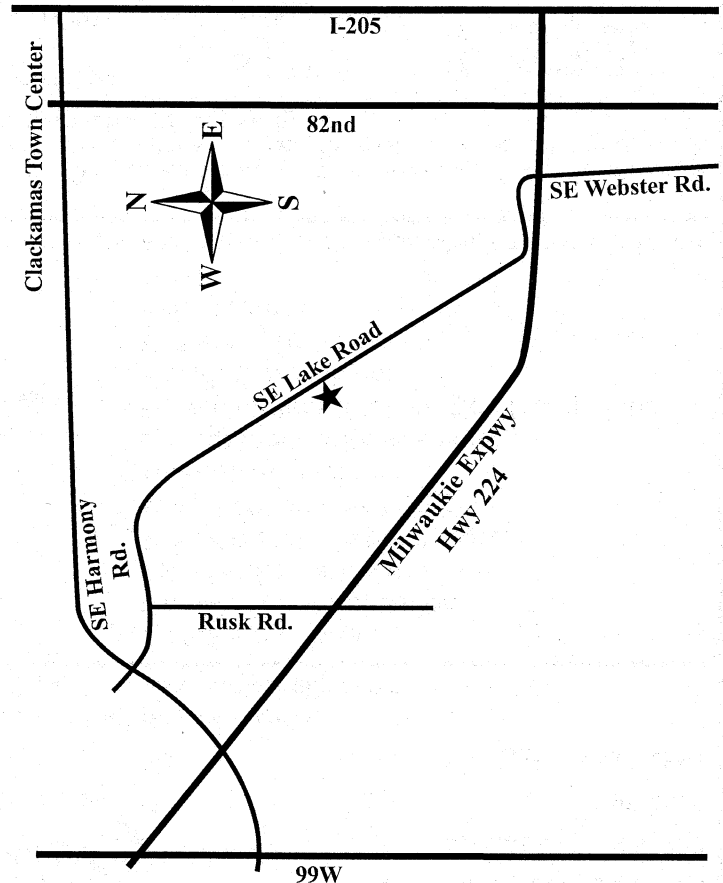 I-205
Clackamas Town Center
82nd
E
N
S
W
SE Webster Rd.
SE Lake Road
Milwaukie Expwy
Hwy 224
SE Harmony
Rd.
Rusk Rd.
99W